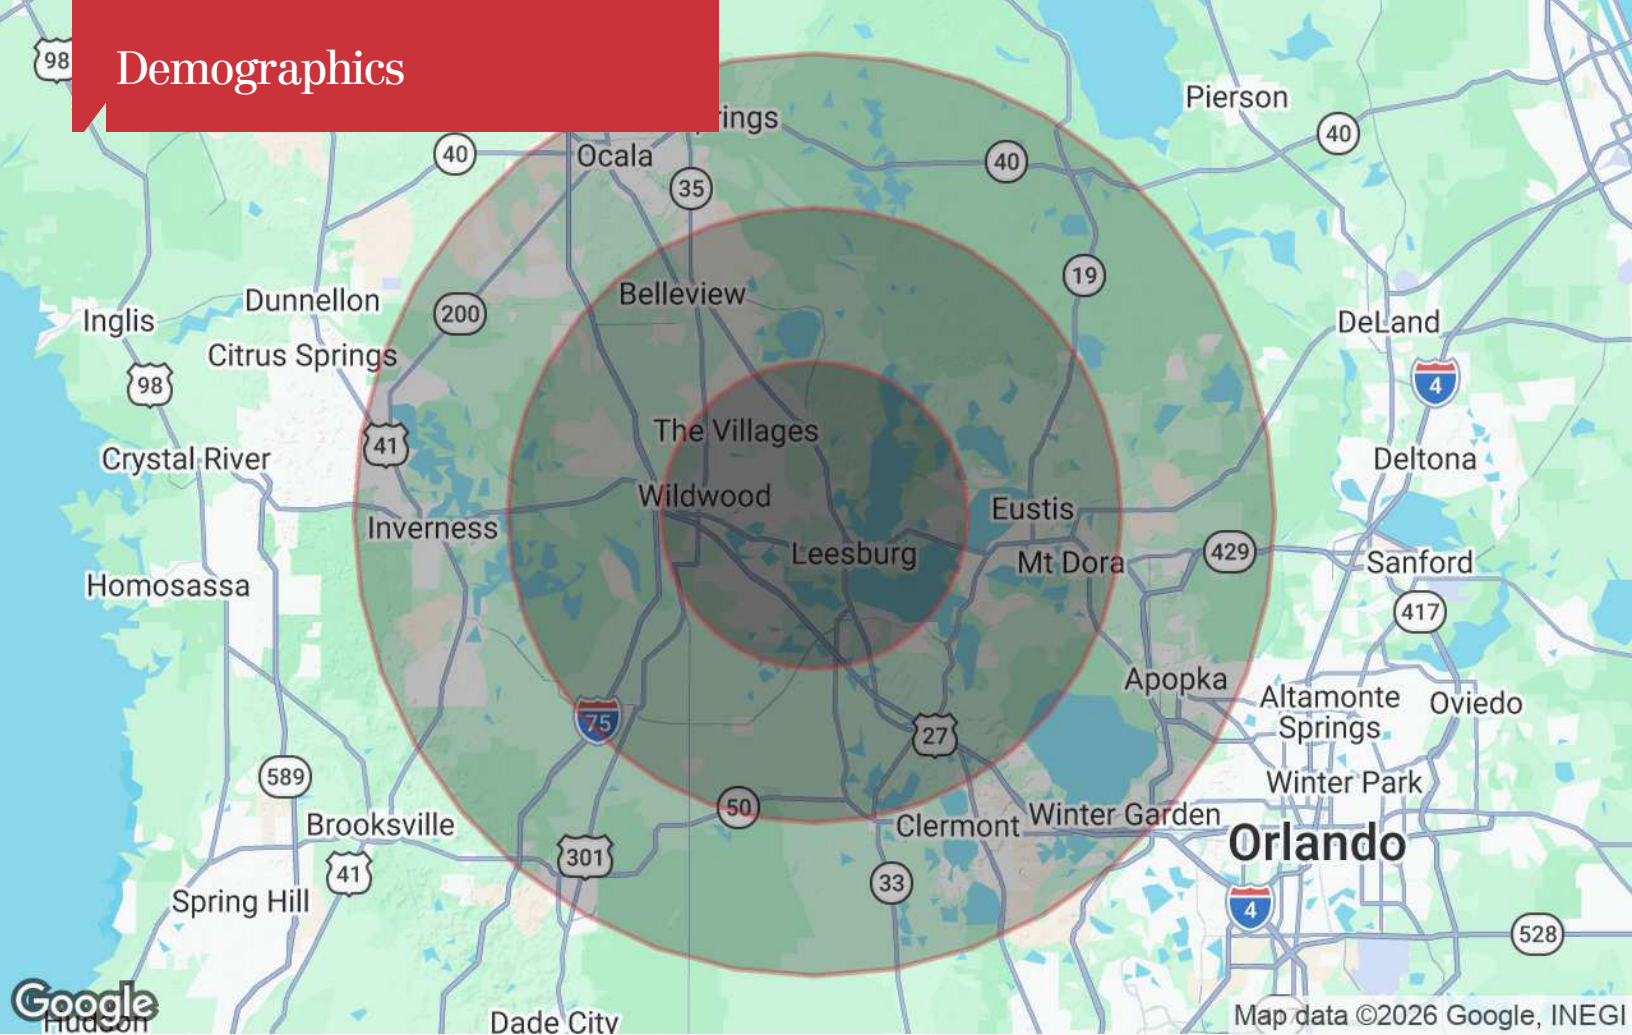 Demographics
98
Pierson
rings
40
40
40
Ocala
35
19
Belleview
Dunnellon
200
Inglis
DeLand
Citrus Springs
98
4
The Villages
41
Crystal River
Deltona
Wildwood
Eustis
Inverness
Leesburg
429
Mt Dora
Sanford
Homosassa
417
Apopka
Altamonte
Springs
Oviedo
75
27
589
50
Winter Park
Brooksville
Clermont
Winter Garden
Orlando
301
41
33
Spring Hill
4
528
Google
Hudson
Dade City
Map data ©2026 Google, INEGI